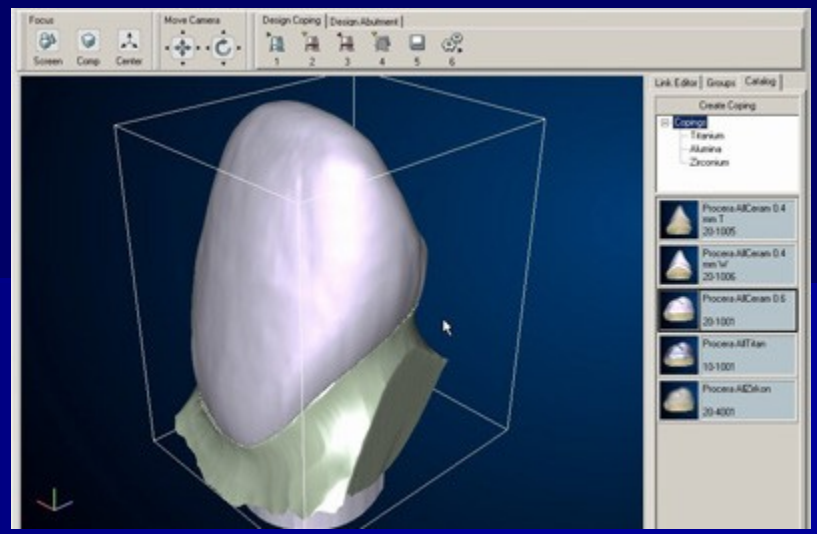 Focus
Move Camera
Design Coping
Design Abutment
Screen
Comp
Center
1
2
3
4
5
6
Link Editor
Groups
Catalog
Create Coping
Copings
Titanium
Alumina
Zirconium
Procera AllCeram 0.4
mm T
20-1005
Procera AllCeram 0.4
mm W
20-1006
Procera AllCeram 0.6
20-1001
Procera AllTitan
10-1001
Procera AllZirkon
20-4001